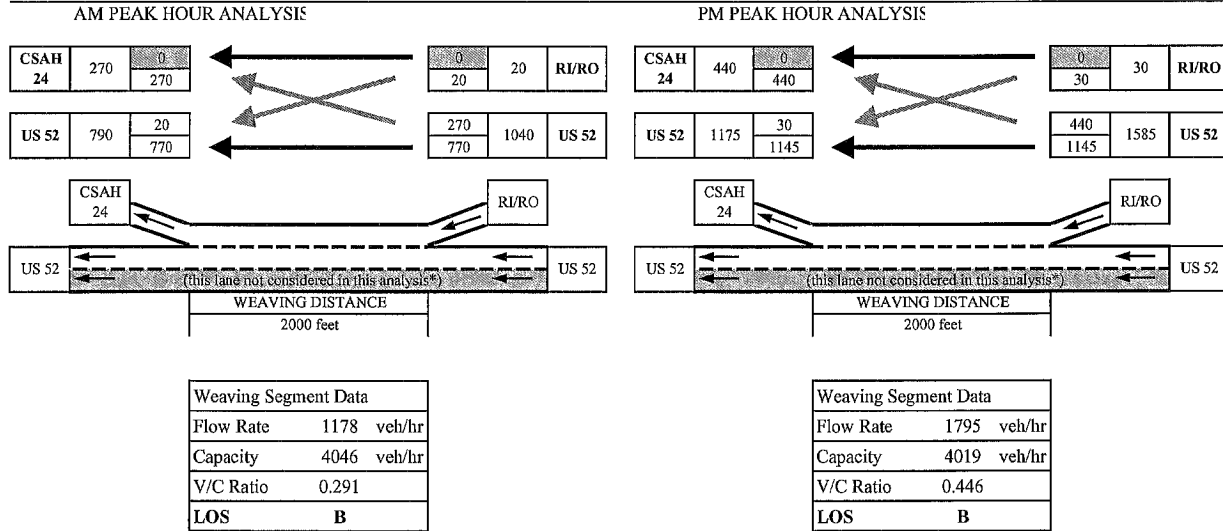 AM PEAK HOUR ANALYSIS
CSAH 24
270
0
270
0
20
20
RI/RO
US 52
790
20
770
270
770
1040
US 52
CSAH
24
RI/RO
US 52
US 52
(this lane not considered in this analysis*)
WEAVING DISTANCE
2000 feet
Weaving Segment Data
Flow Rate 1178 veh/hr
Capacity 4046 veh/hr
V/C Ratio 0.291
LOS B
PM PEAK HOUR ANALYSIS
CSAH 24
440
0
440
0
30
30
RI/RO
US 52
1175
30
1145
440
1145
1585
US 52
CSAH
24
RI/RO
US 52
US 52
(this lane not considered in this analysis*)
WEAVING DISTANCE
2000 feet
Weaving Segment Data
Flow Rate 1795 veh/hr
Capacity 4019 veh/hr
V/C Ratio 0.446
LOS B